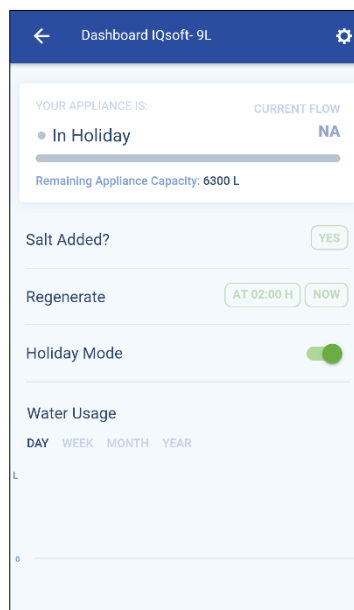 Dashboard IQsoft- 9L
YOUR APPLIANCE IS:
CURRENT FLOW
In Holiday
NA
Remaining Appliance Capacity: 6300 L
Salt Added?
YES
Regenerate
AT 02:00 H
NOW
Holiday Mode
Water Usage
DAY WEEK MONTH YEAR
L
0